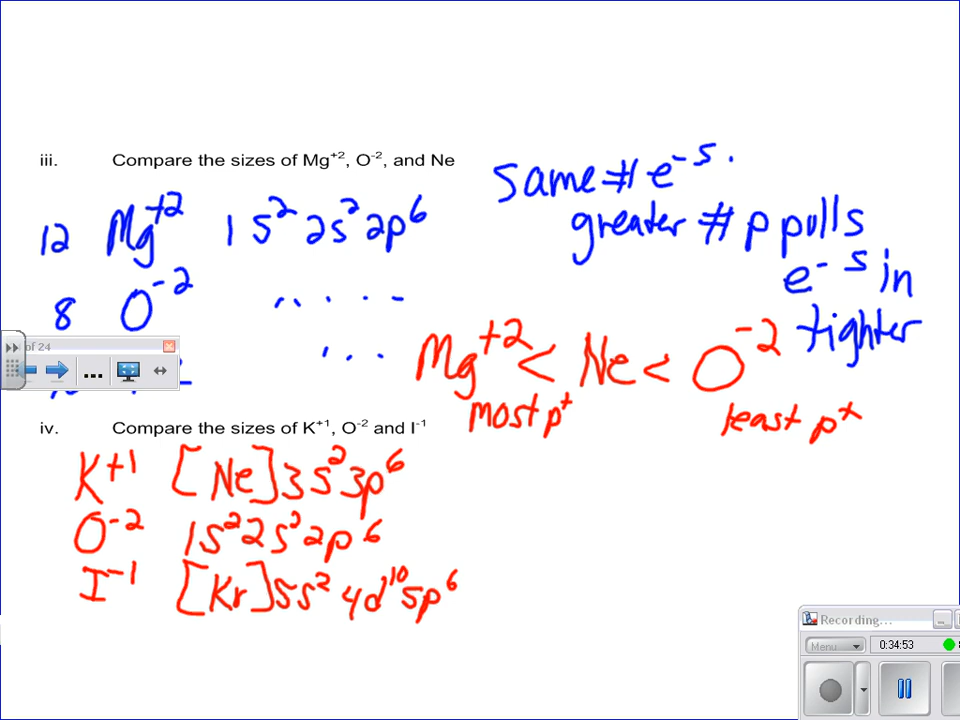 iii. Compare the sizes of Mg+2, O-2, and Ne
same # e-s.
greater # p pulls
e-s in
tighter
12 Mg+2 1s2 2s2 2p6
8 O-2
of 24
Mg+2 < Ne < O-2
most p+ least p+
iv. Compare the sizes of K+1, O-2 and I-1
K+1 [Ne]3s2 3p6
O-2 1s2 2s2 2p6
I-1 [Kr]5s2 4d10 5p6
Recording...
Menu 0:34:53